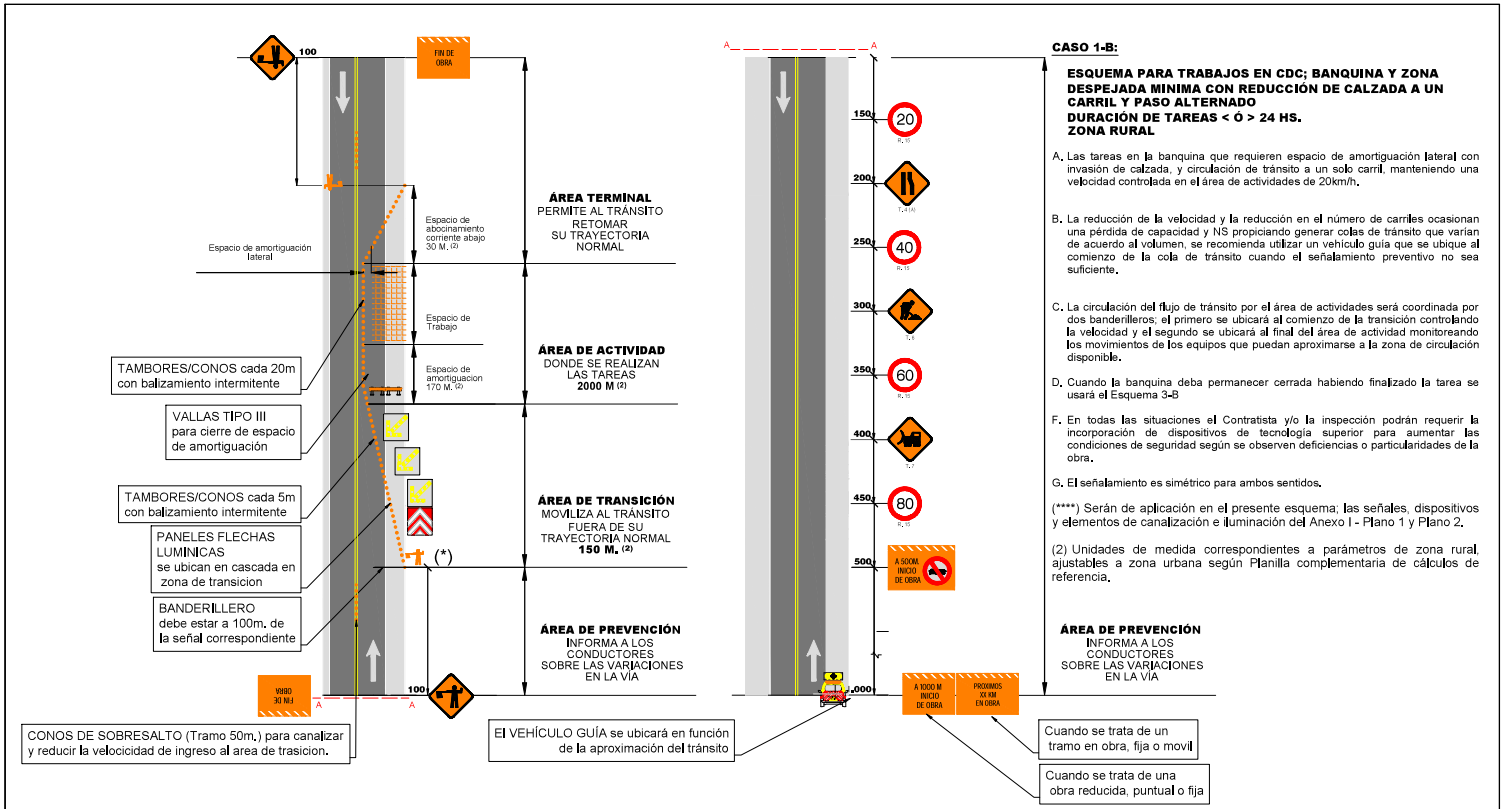 100
FIN DE
OBRA
Espacio de
abocinamiento
corriente abajo
30 M. (2)
Espacio de amortiguación
lateral
Espacio de
Trabajo
Espacio de
amortiguacion
170 M. (2)
ÁREA TERMINAL
PERMITE AL TRÁNSITO
RETOMAR
SU TRAYECTORIA
NORMAL
ÁREA DE ACTIVIDAD
DONDE SE REALIZAN
LAS TAREAS
2000 M (2)
ÁREA DE TRANSICIÓN
MOVILIZA AL TRÁNSITO
FUERA DE SU
TRAYECTORIA NORMAL
150 M. (2)
ÁREA DE PREVENCIÓN
INFORMA A LOS
CONDUCTORES
SOBRE LAS VARIACIONES
EN LA VÍA
TAMBORES/CONOS cada 20m
con balizamiento intermitente
VALLAS TIPO III
para cierre de espacio
de amortiguación
TAMBORES/CONOS cada 5m
con balizamiento intermitente
PANELES FLECHAS
LUMINICAS
se ubican en cascada en
zona de transicion
BANDERILLERO
debe estar a 100m. de
la señal correspondiente
(*)
FIN DE
OBRA
A A
100
CONOS DE SOBRESALTO (Tramo 50m.) para canalizar
y reducir la velocicidad de ingreso al area de trasicion.
A A
150
20
R. 15
200
T.4 (A)
250
40
R. 15
300
T. 6
350
60
R. 15
400
T. 7
450
80
R. 15
500
A 500M.
INICIO
DE OBRA
.000
A 1000 M
INICIO
DE OBRA
PROXIMOS
XX KM
EN OBRA
El VEHÍCULO GUÍA se ubicará en función
de la aproximación del tránsito
Cuando se trata de un
tramo en obra, fija o movil
Cuando se trata de una
obra reducida, puntual o fija
ÁREA DE PREVENCIÓN
INFORMA A LOS
CONDUCTORES
SOBRE LAS VARIACIONES
EN LA VÍA
CASO 1-B:
ESQUEMA PARA TRABAJOS EN CDC; BANQUINA Y ZONA
DESPEJADA MINIMA CON REDUCCIÓN DE CALZADA A UN
CARRIL Y PASO ALTERNADO
DURACIÓN DE TAREAS < Ó > 24 HS.
ZONA RURAL
A. Las tareas en la banquina que requieren espacio de amortiguación lateral con
invasión de calzada, y circulación de tránsito a un solo carril, manteniendo una
velocidad controlada en el área de actividades de 20km/h.
B. La reducción de la velocidad y la reducción en el número de carriles ocasionan
una pérdida de capacidad y NS propiciando generar colas de tránsito que varían
de acuerdo al volumen, se recomienda utilizar un vehículo guía que se ubique al
comienzo de la cola de tránsito cuando el señalamiento preventivo no sea
suficiente.
C. La circulación del flujo de tránsito por el área de actividades será coordinada por
dos banderilleros; el primero se ubicará al comienzo de la transición controlando
la velocidad y el segundo se ubicará al final del área de actividad monitoreando
los movimientos de los equipos que puedan aproximarse a la zona de circulación
disponible.
D. Cuando la banquina deba permanecer cerrada habiendo finalizado la tarea se
usará el Esquema 3-B
F. En todas las situaciones el Contratista y/o la inspección podrán requerir la
incorporación de dispositivos de tecnología superior para aumentar las
condiciones de seguridad según se observen deficiencias o particularidades de la
obra.
G. El señalamiento es simétrico para ambos sentidos.
(****) Serán de aplicación en el presente esquema; las señales, dispositivos
y elementos de canalización e iluminación del Anexo I - Plano 1 y Plano 2.
(2) Unidades de medida correspondientes a parámetros de zona rural,
ajustables a zona urbana según Planilla complementaria de cálculos de
referencia.